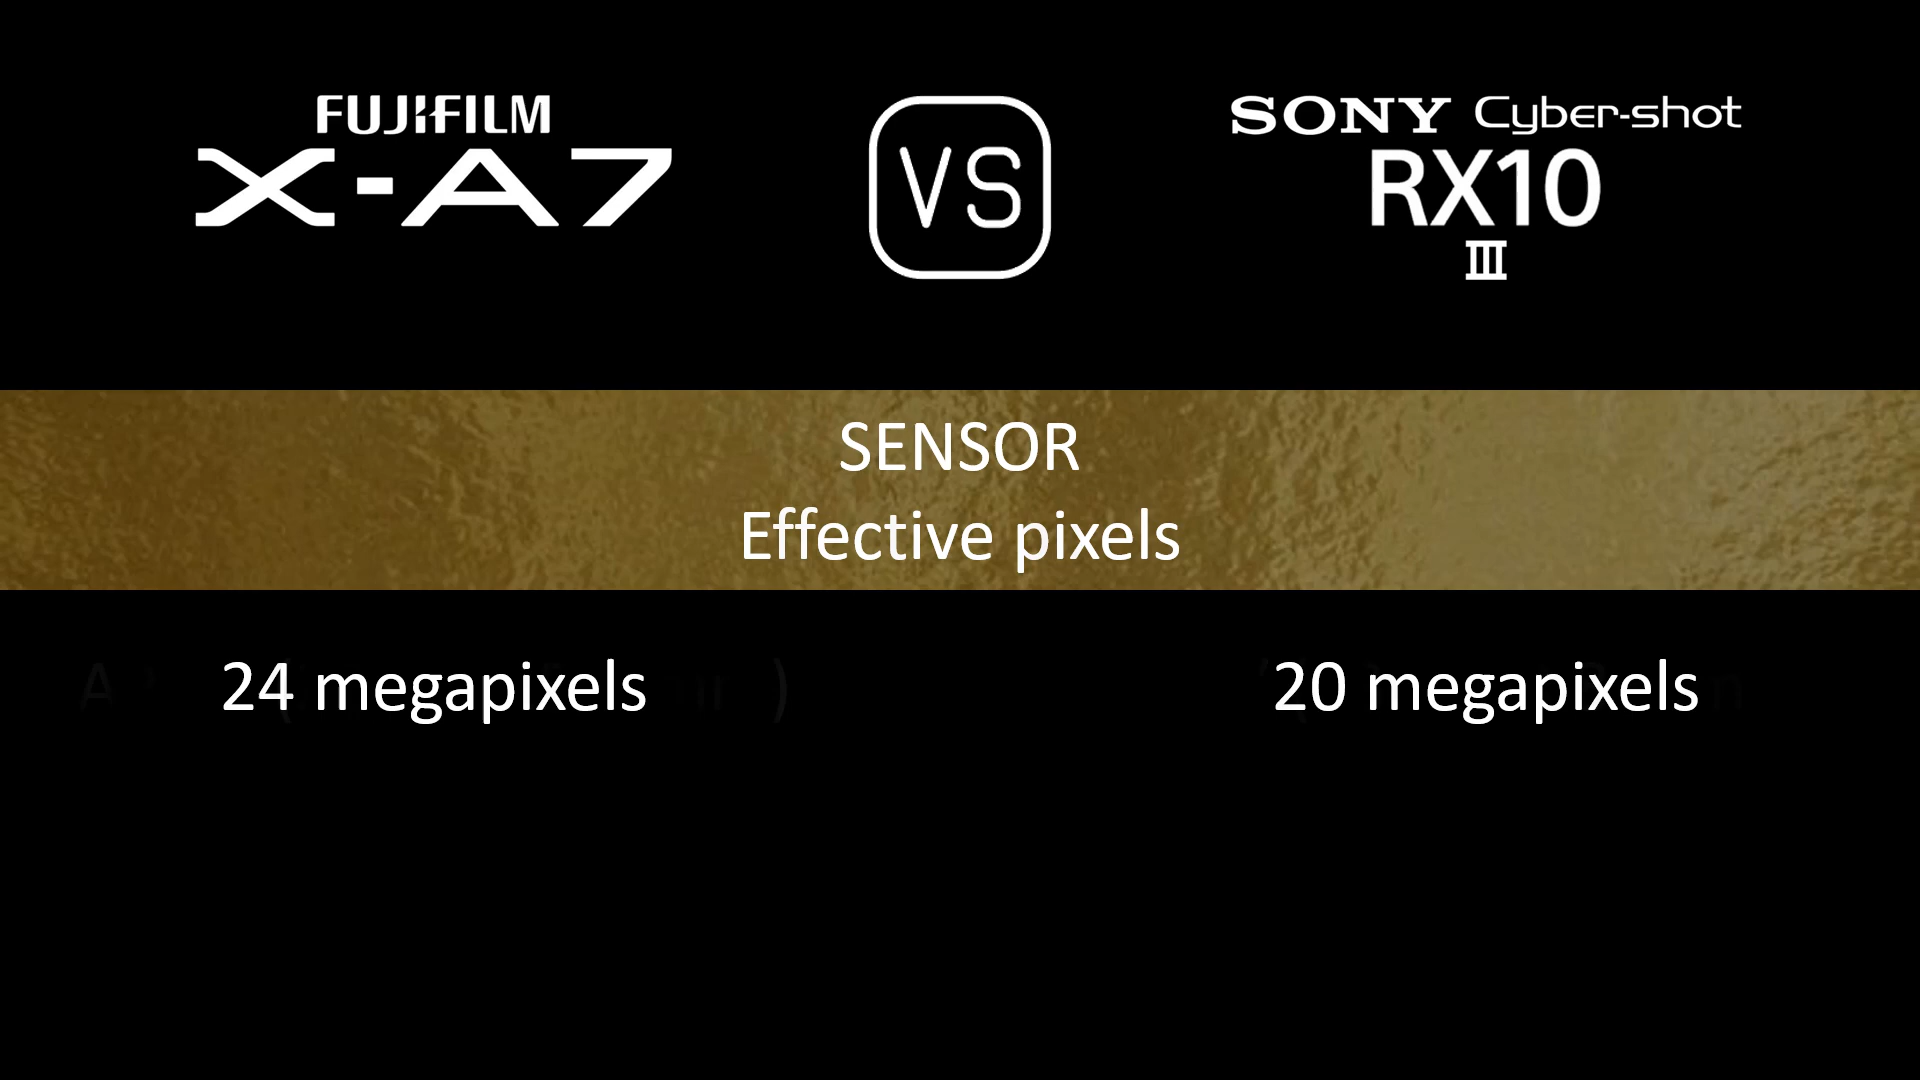 FUJIFILM
X-A7
VS
SONY Cyber-shot
RX10
III
SENSOR
Effective pixels
24 megapixels
20 megapixels